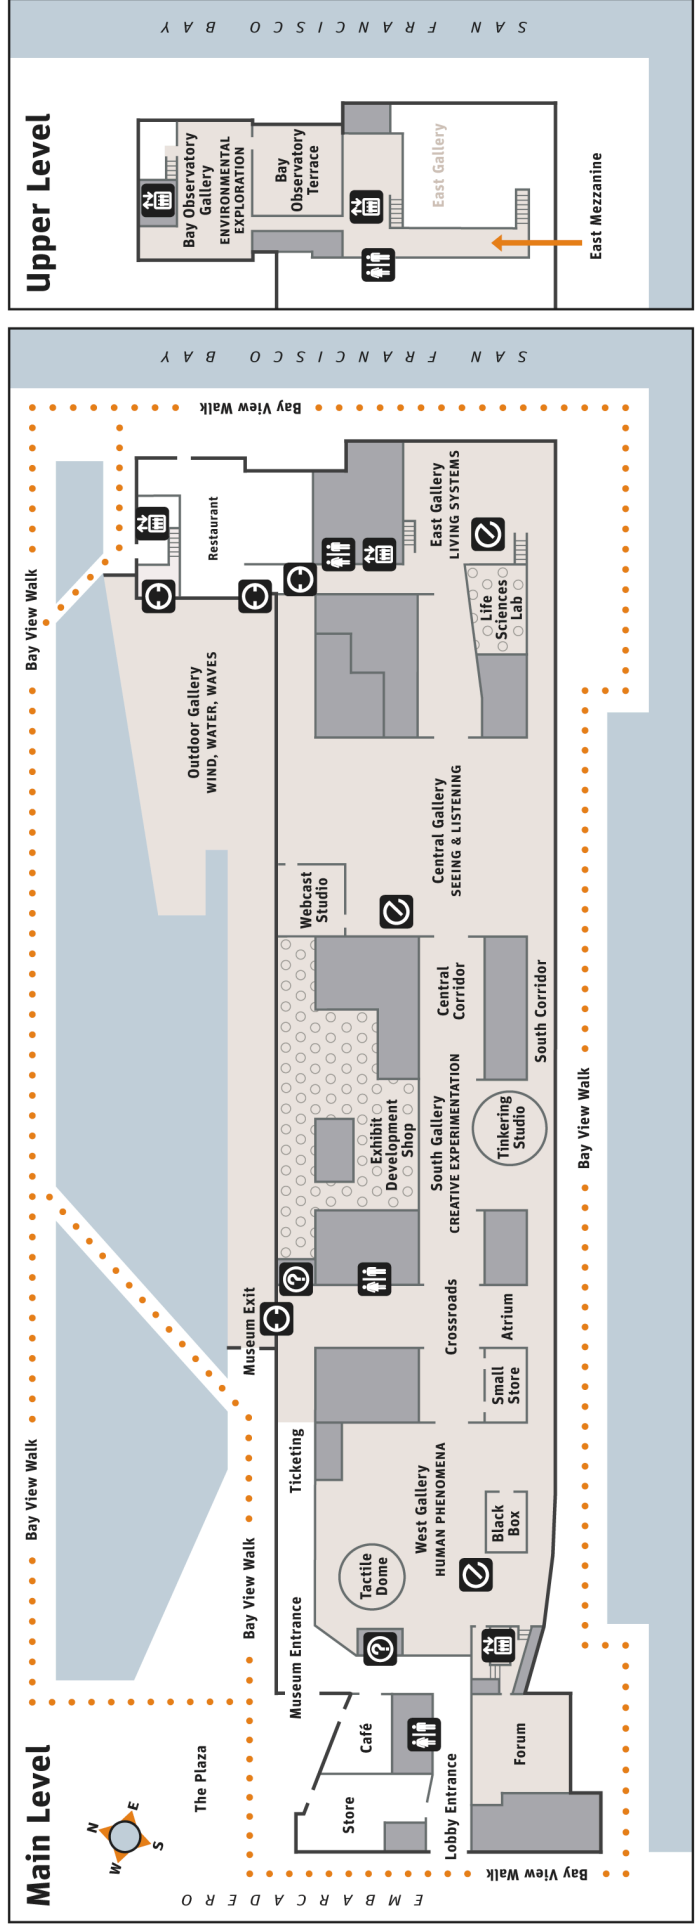 Upper Level
SAN FRANCISCO BAY
Bay Observatory
Gallery
ENVIRONMENTAL
EXPLORATION
Bay
Observatory
Terrace
East Gallery
East Mezzanine
Main Level
SAN FRANCISCO BAY
Bay View Walk
Bay View Walk
Bay View Walk
Bay View Walk
Bay View Walk
Bay View Walk
Restaurant
Outdoor Gallery
WIND, WATER, WAVES
East Gallery
LIVING SYSTEMS
Life
Sciences
Lab
Central Gallery
SEEING & LISTENING
Webcast
Studio
Central
Corridor
South Corridor
Exhibit
Development
Shop
South Gallery
CREATIVE EXPERIMENTATION
Tinkering
Studio
?
Museum Exit
Crossroads
Atrium
Small
Store
Ticketing
West Gallery
HUMAN PHENOMENA
Black
Box
Tactile
Dome
?
Museum Entrance
Café
Store
Lobby Entrance
Forum
The Plaza
N
E
S
W
EMBARCADERO